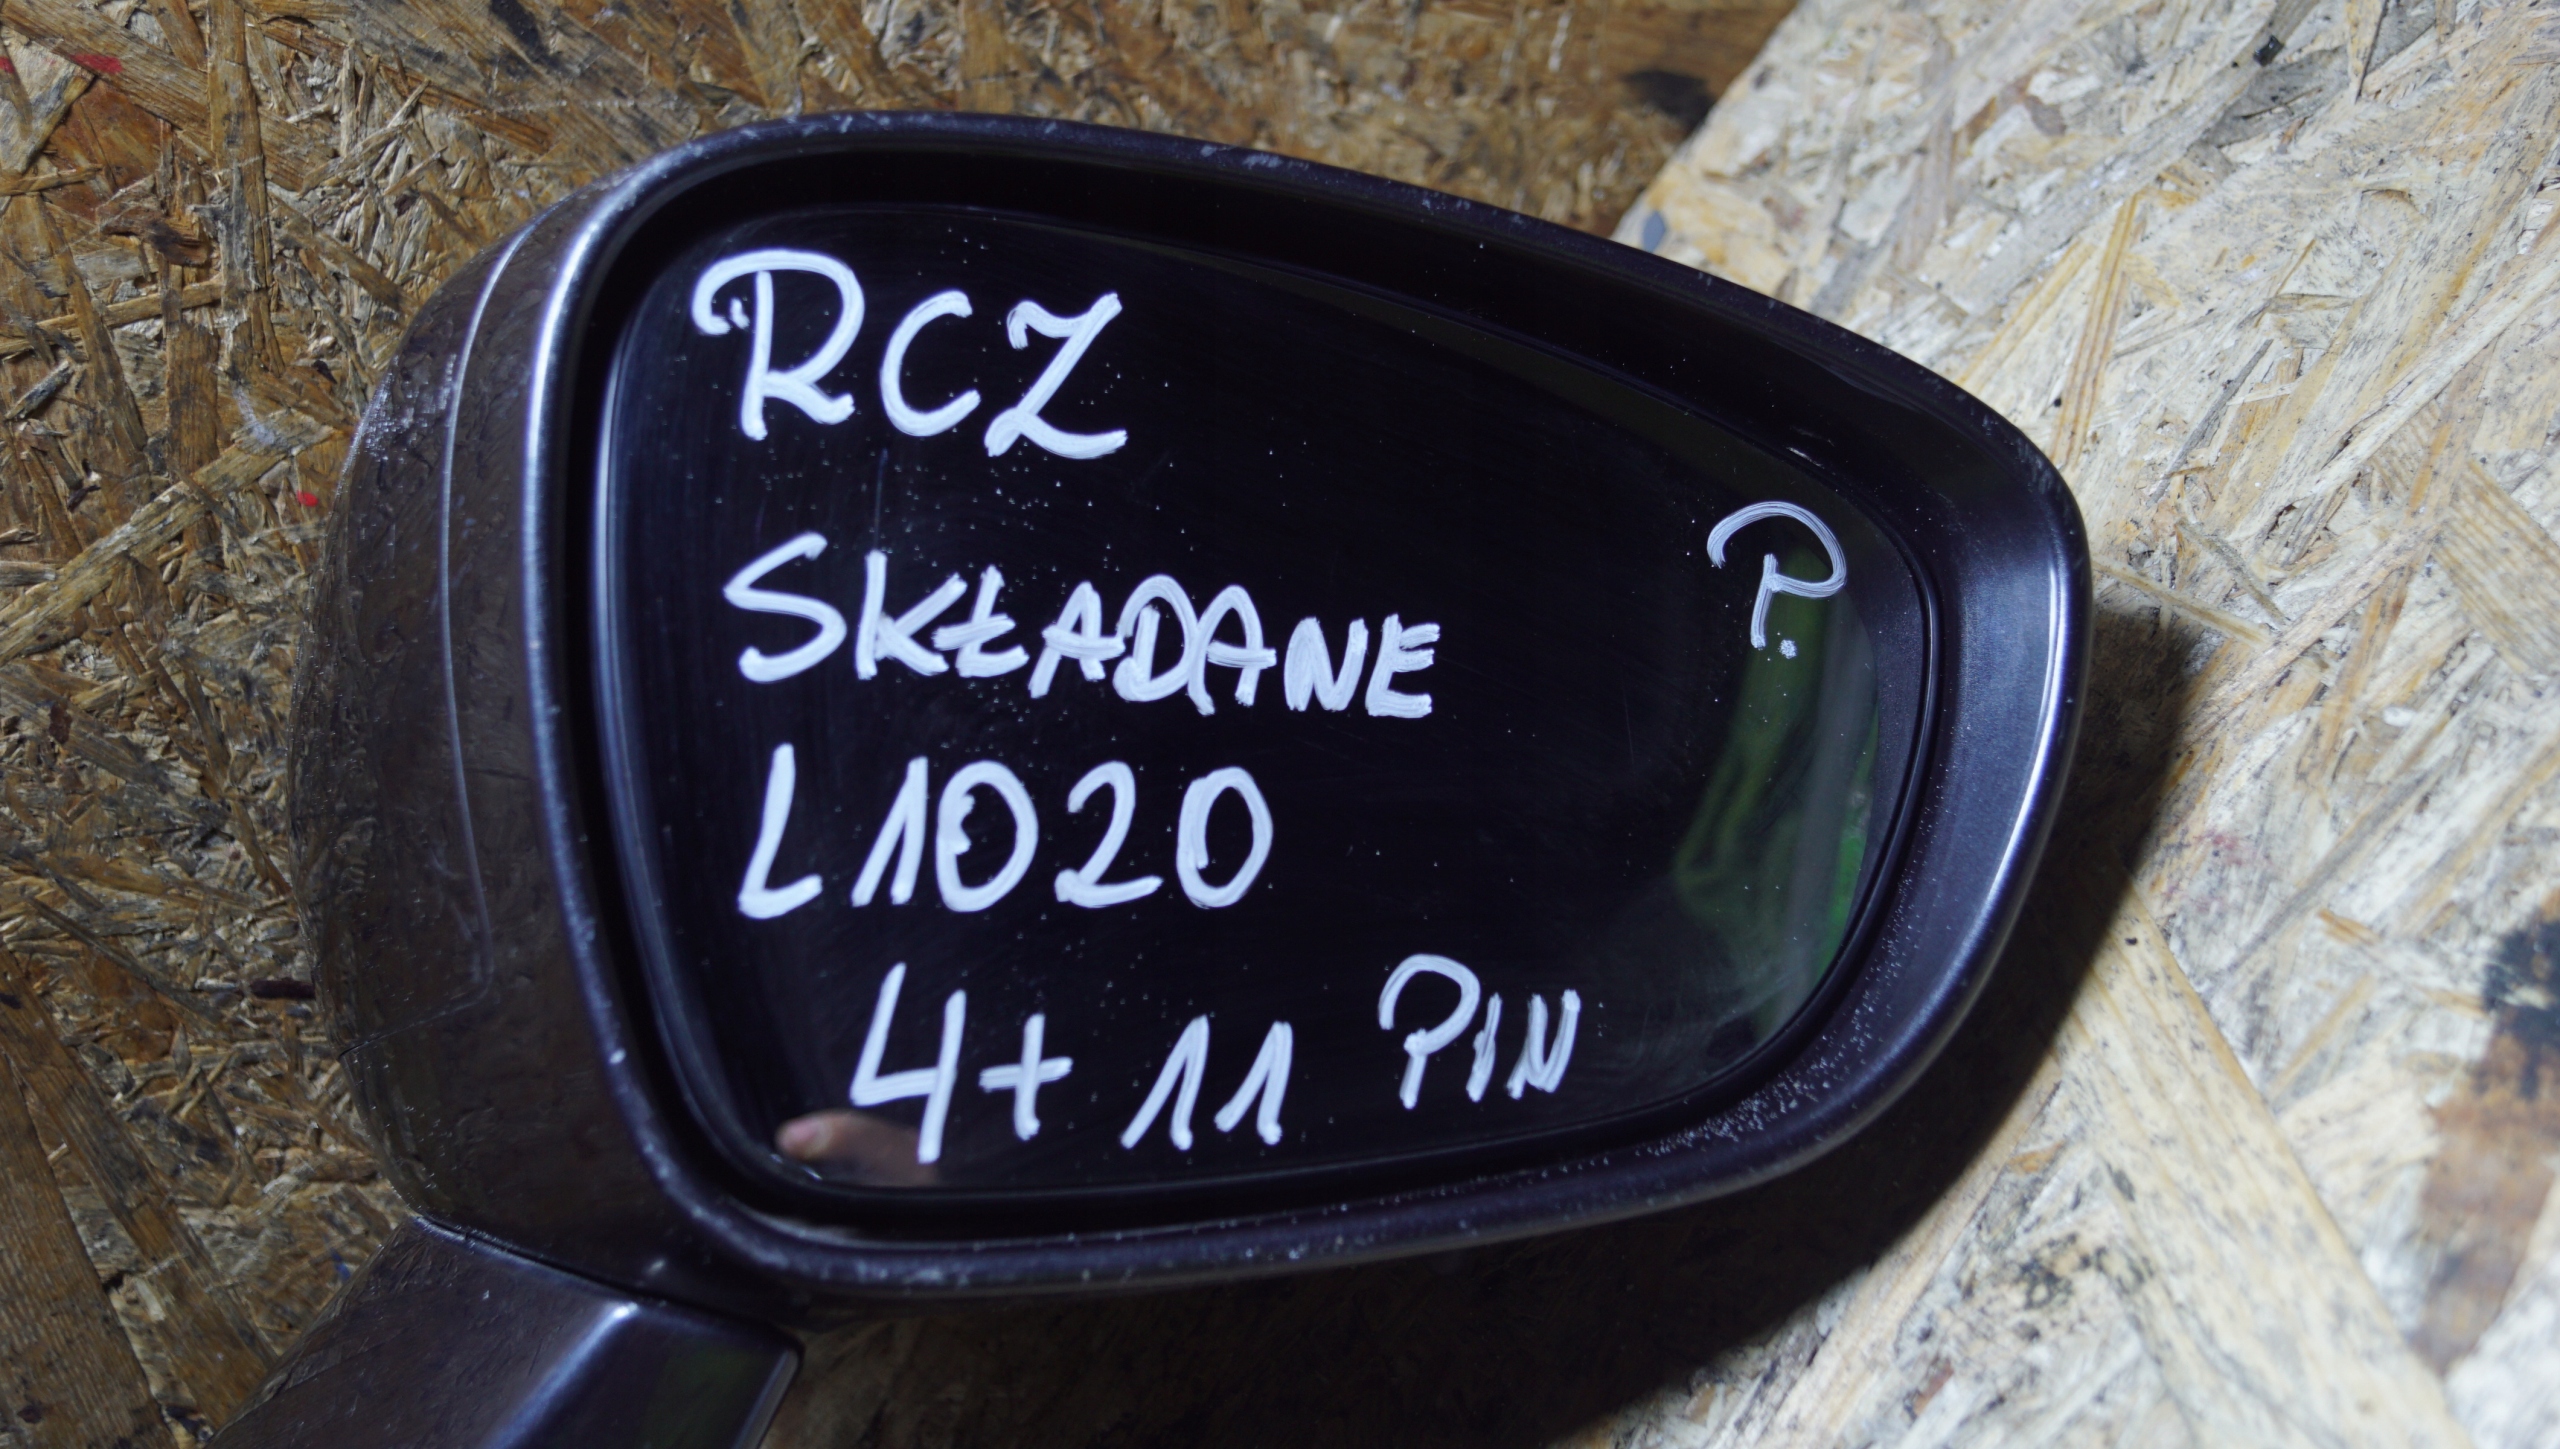 RCZ
P.
SKŁADANE
L1020
4+11 PIN